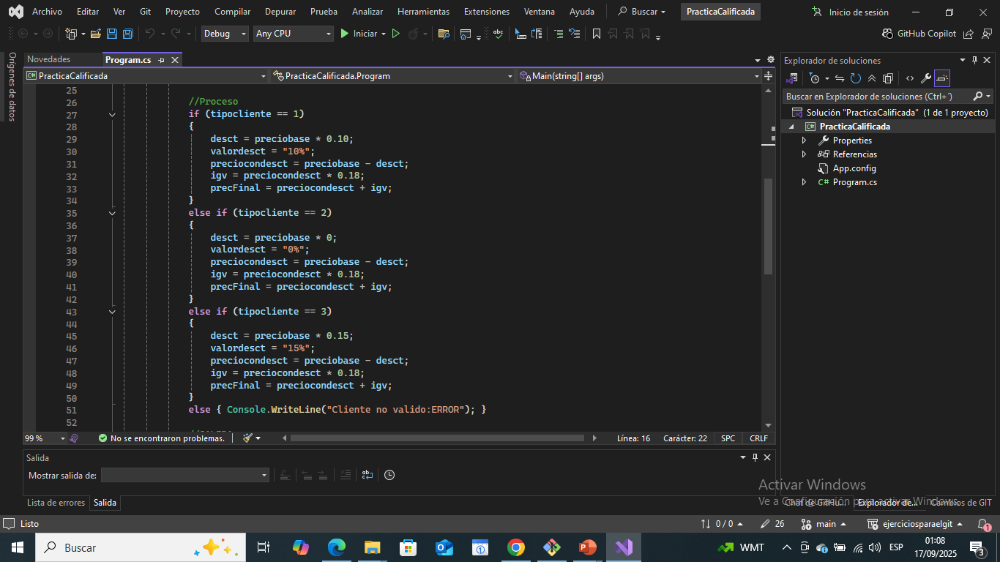 Archivo Editar Ver Git Proyecto Compilar Depurar Prueba Analizar Herramientas Extensiones Ventana Ayuda Buscar PracticaCalificada Inicio de sesión
Debug Any CPU Iniciar GitHub Copilot
Orígenes de datos
Novedades Program.cs
PracticaCalificada PracticaCalificada.Program Main(string[] args)
25
26 //Proceso
27 if (tipocliente == 1)
28 {
29 desct = preciobase * 0.10;
30 valordesct = "10%";
31 preciocondesct = preciobase - desct;
32 igv = preciocondesct * 0.18;
33 precFinal = preciocondesct + igv;
34 }
35 else if (tipocliente == 2)
36 {
37 desct = preciobase * 0;
38 valordesct = "0%";
39 preciocondesct = preciobase - desct;
40 igv = preciocondesct * 0.18;
41 precFinal = preciocondesct + igv;
42 }
43 else if (tipocliente == 3)
44 {
45 desct = preciobase * 0.15;
46 valordesct = "15%";
47 preciocondesct = preciobase - desct;
48 igv = preciocondesct * 0.18;
49 precFinal = preciocondesct + igv;
50 }
51 else { Console.WriteLine("Cliente no valido:ERROR"); }
52
99 % No se encontraron problemas. Línea: 16 Carácter: 22 SPC CRLF
Salida
Mostrar salida de:
Lista de errores Salida
Explorador de soluciones
Buscar en Explorador de soluciones (Ctrl+´)
Solución "PracticaCalificada" (1 de 1 proyecto)
PracticaCalificada
Properties
Referencias
App.config
C# Program.cs
Activar Windows
Ve a Configuración para activar Windows.
Chat de GitHu... Explorador de... Cambios de GIT
Listo 0 / 0 26 main ejerciciosparaelgit 1
Buscar WMT ESP 01:08 17/09/2025 3